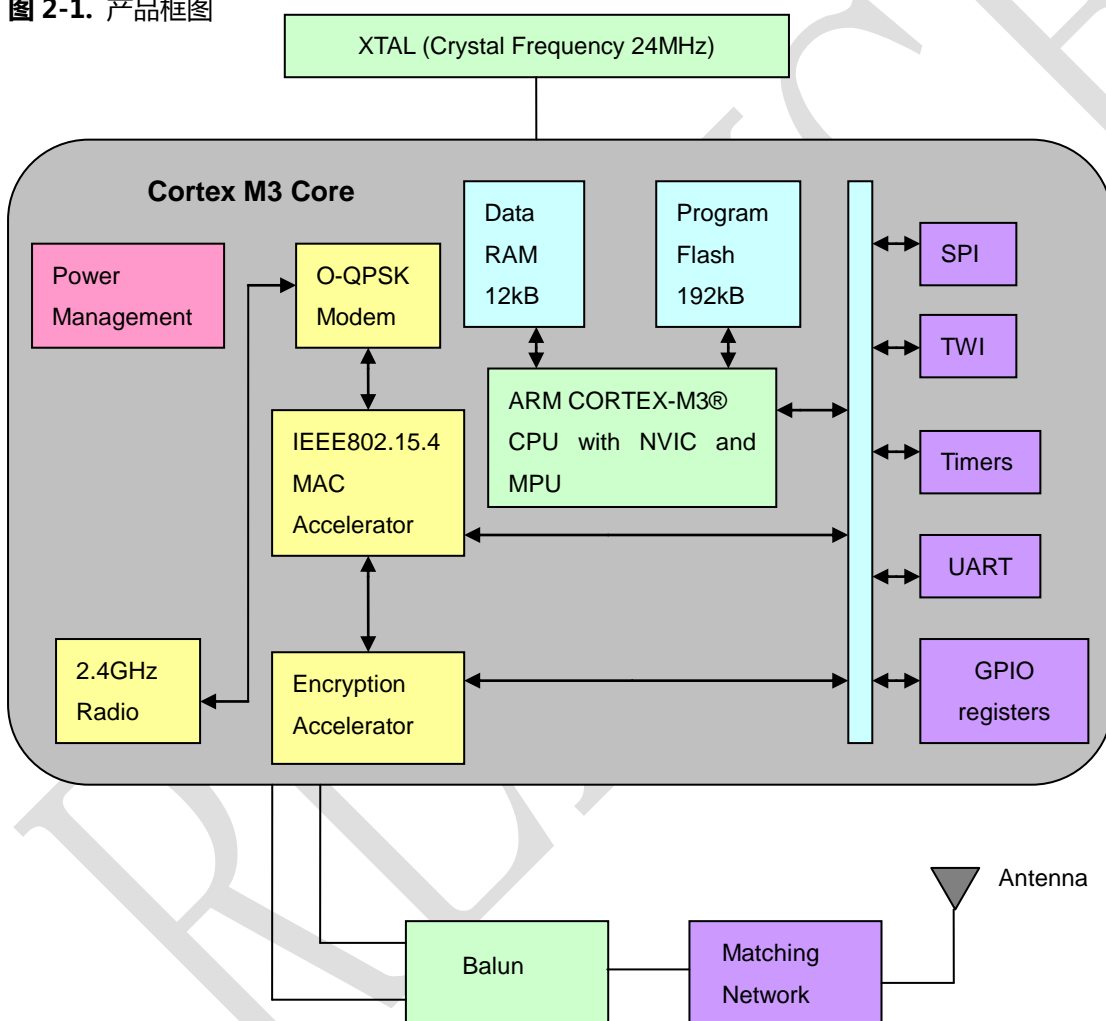 图 2-1. 产品框图
XTAL (Crystal Frequency 24MHz)
Cortex M3 Core
Power
Management
O-QPSK
Modem
Data
RAM
12kB
Program
Flash
192kB
SPI
TWI
ARM CORTEX-M3®
CPU with NVIC and
MPU
IEEE802.15.4
MAC
Accelerator
Timers
UART
2.4GHz
Radio
Encryption
Accelerator
GPIO
registers
Antenna
Balun
Matching
Network